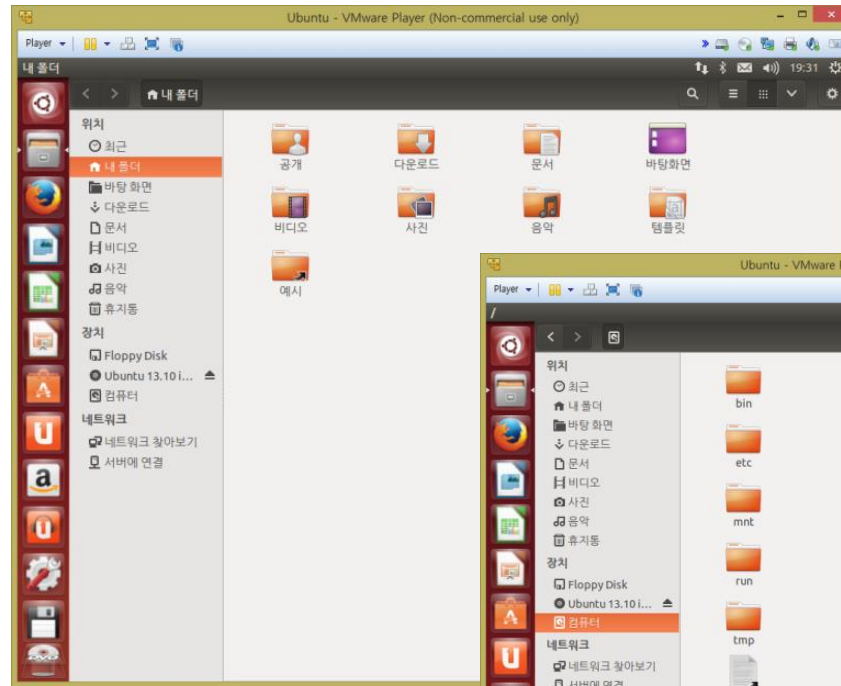 Ubuntu - VMware Player (Non-commercial use only)
Player
내 폴더
19:31
내 폴더
위치
최근
내 폴더
바탕 화면
다운로드
문서
비디오
사진
음악
휴지통
장치
Floppy Disk
Ubuntu 13.10 i...
컴퓨터
네트워크
네트워크 찾아보기
서버에 연결
공개
다운로드
문서
바탕화면
비디오
사진
음악
템플릿
예시
Ubuntu - VMware
Player
/
위치
최근
내 폴더
바탕 화면
다운로드
문서
비디오
사진
음악
휴지통
장치
Floppy Disk
Ubuntu 13.10 i...
컴퓨터
네트워크
네트워크 찾아보기
bin
etc
mnt
run
tmp